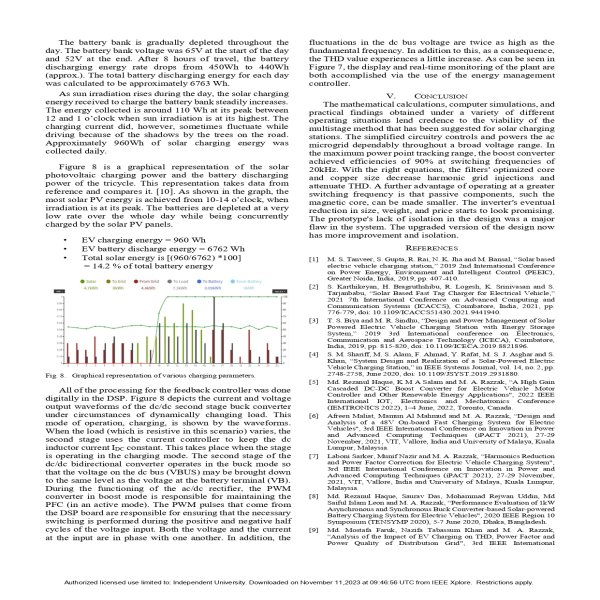 The battery bank is gradually depleted throughout the
day. The battery bank voltage was 65V at the start of the day
and 52V at the end. After 8 hours of travel, the battery
discharging energy rate drops from 450Wh to 440Wh
(approx.). The total battery discharging energy for each day
was calculated to be approximately 6763 Wh.
As sun irradiation rises during the day, the solar charging
energy received to charge the battery bank steadily increases.
The energy collected is around 110 Wh at its peak between
12 and 1 o'clock when sun irradiation is at its highest. The
charging current did, however, sometimes fluctuate while
driving because of the shadows by the trees on the road.
Approximately 960Wh of solar charging energy was
collected daily.
Figure 8 is a graphical representation of the solar
photovoltaic charging power and the battery discharging
power of the tricycle. This representation takes data from
reference and compares it. [10]. As shown in the graph, the
most solar PV energy is achieved from 10-14 o'clock, when
irradiation is at its peak. The batteries are depleted at a very
low rate over the whole day while being concurrently
charged by the solar PV panels.
• EV charging energy = 960 Wh
• EV battery discharge energy = 6762 Wh
• Total solar energy is [(960/6762) *100]
= 14.2 % of total battery energy
Fig. 8. Graphical representation of various charging parameters.
All of the processing for the feedback controller was done
digitally in the DSP. Figure 8 depicts the current and voltage
output waveforms of the dc/dc second stage buck converter
under circumstances of dynamically changing load. This
mode of operation, charging, is shown by the waveforms.
When the load (which is resistive in this scenario) varies, the
second stage uses the current controller to keep the dc
inductor current I_DC constant. This takes place when the stage
is operating in the charging mode. The second stage of the
dc/dc bidirectional converter operates in the buck mode so
that the voltage on the dc bus (VBUS) may be brought down
to the same level as the voltage at the battery terminal (VB).
During the functioning of the ac/dc rectifier, the PWM
converter in boost mode is responsible for maintaining the
PFC (in an active mode). The PWM pulses that come from
the DSP board are responsible for ensuring that the necessary
switching is performed during the positive and negative half
cycles of the voltage input. Both the voltage and the current
at the input are in phase with one another. In addition, the
fluctuations in the dc bus voltage are twice as high as the
fundamental frequency. In addition to this, as a consequence,
the THD value experiences a little increase. As can be seen in
Figure 7, the display and real-time monitoring of the plant are
both accomplished via the use of the energy management
controller.
V. CONCLUSION
The mathematical calculations, computer simulations, and
practical findings obtained under a variety of different
operating situations lend credence to the viability of the
multistage method that has been suggested for solar charging
stations. The simplified circuitry controls and powers the ac
microgrid dependably throughout a broad voltage range. In
the maximum power point tracking range, the boost converter
achieved efficiencies of 90% at switching frequencies of
20kHz. With the right equations, the filters' optimized core
and copper size decrease harmonic grid injections and
attenuate THD. A further advantage of operating at a greater
switching frequency is that passive components, such the
magnetic core, can be made smaller. The inverter's eventual
reduction in size, weight, and price starts to look promising.
The prototype's lack of isolation in the design was a major
flaw in the system. The upgraded version of the design now
has more improvement and isolation.
REFERENCES
[1] M. S. Tanveer, S. Gupta, R. Rai, N. K. Jha and M. Bansal, "Solar based
electric vehicle charging station," 2019 2nd International Conference
on Power, Energy, Environment and Intelligent Control (PEEIC),
Greater Noida, India, 2019, pp. 407-410.
[2] S. Karthikeyan, H. Bragruthshibu, R. Logesh, K. Srinivasan and S.
Tarjanbabu, "Solar Based Fast Tag Charger for Electrical Vehicle,"
2021 7th International Conference on Advanced Computing and
Communication Systems (ICACCS), Coimbatore, India, 2021, pp.
776-779, doi: 10.1109/ICACCS51430.2021.9441940.
[3] T. S. Biya and M. R. Sindhu, "Design and Power Management of Solar
Powered Electric Vehicle Charging Station with Energy Storage
System," 2019 3rd International conference on Electronics,
Communication and Aerospace Technology (ICECA), Coimbatore,
India, 2019, pp. 815-820, doi: 10.1109/ICECA.2019.8821896.
[4] S. M. Shariff, M. S. Alam, F. Ahmad, Y. Rafat, M. S. J. Asghar and S.
Khan, "System Design and Realization of a Solar-Powered Electric
Vehicle Charging Station," in IEEE Systems Journal, vol. 14, no. 2, pp.
2748-2758, June 2020, doi: 10.1109/JSYST.2019.2931880.
[5] Md. Rezanul Haque, K M A Salam and M. A. Razzak, "A High Gain
Cascaded DC-DC Boost Converter for Electric Vehicle Motor
Controller and Other Renewable Energy Applications", 2022 IEEE
International IOT, Electronics and Mechatronics Conference
(IEMTRONICS 2022), 1–4 June, 2022, Toronto, Canada.
[6] Afreen Maliat, Mamun Al Mahmud and M. A. Razzak, "Design and
Analysis of a 48V On-board Fast Charging System for Electric
Vehicles", 3rd IEEE International Conference on Innovation in Power
and Advanced Computing Techniques (iPACT 2021), 27-29
November, 2021, VIT, Vellore, India and University of Malaya, Kuala
Lumpur, Malaysia.
[7] Laboni Sarker, Munif Nazir and M. A. Razzak, "Harmonics Reduction
and Power Factor Correction for Electric Vehicle Charging System",
3rd IEEE International Conference on Innovation in Power and
Advanced Computing Techniques (iPACT 2021), 27-29 November,
2021, VIT, Vellore, India and University of Malaya, Kuala Lumpur,
Malaysia.
[8] Md. Rezanul Haque, Saurav Das, Mohammad Rejwan Uddin, Md
Saiful Islam Leon and M. A. Razzak, "Performance Evaluation of 1kW
Asynchronous and Synchronous Buck Converter-based Solar-powered
Battery Charging System for Electric Vehicles", 2020 IEEE Region 10
Symposium (TENSYMP 2020), 5-7 June 2020, Dhaka, Bangladesh.
[9] Md. Mostafa Faruk, Nazifa Tabassum Khan and M. A. Razzak,
"Analysis of the Impact of EV Charging on THD, Power Factor and
Power Quality of Distribution Grid", 3rd IEEE International
Authorized licensed use limited to: Independent University. Downloaded on November 11,2023 at 09:46:56 UTC from IEEE Xplore. Restrictions apply.